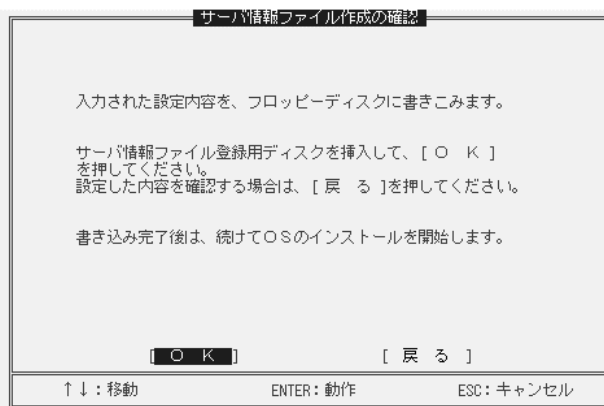 サーバ情報ファイル作成の確認
入力された設定内容を、フロッピーディスクに書きこみます。
サーバ情報ファイル登録用ディスクを挿入して、[ O K ]
を押してください。
設定した内容を確認する場合は、[ 戻 る ]を押してください。
書き込み完了後は、続けてOSのインストールを開始します。
[ O K ] [ 戻 る ]
↑↓:移動 ENTER:動作 ESC:キャンセル